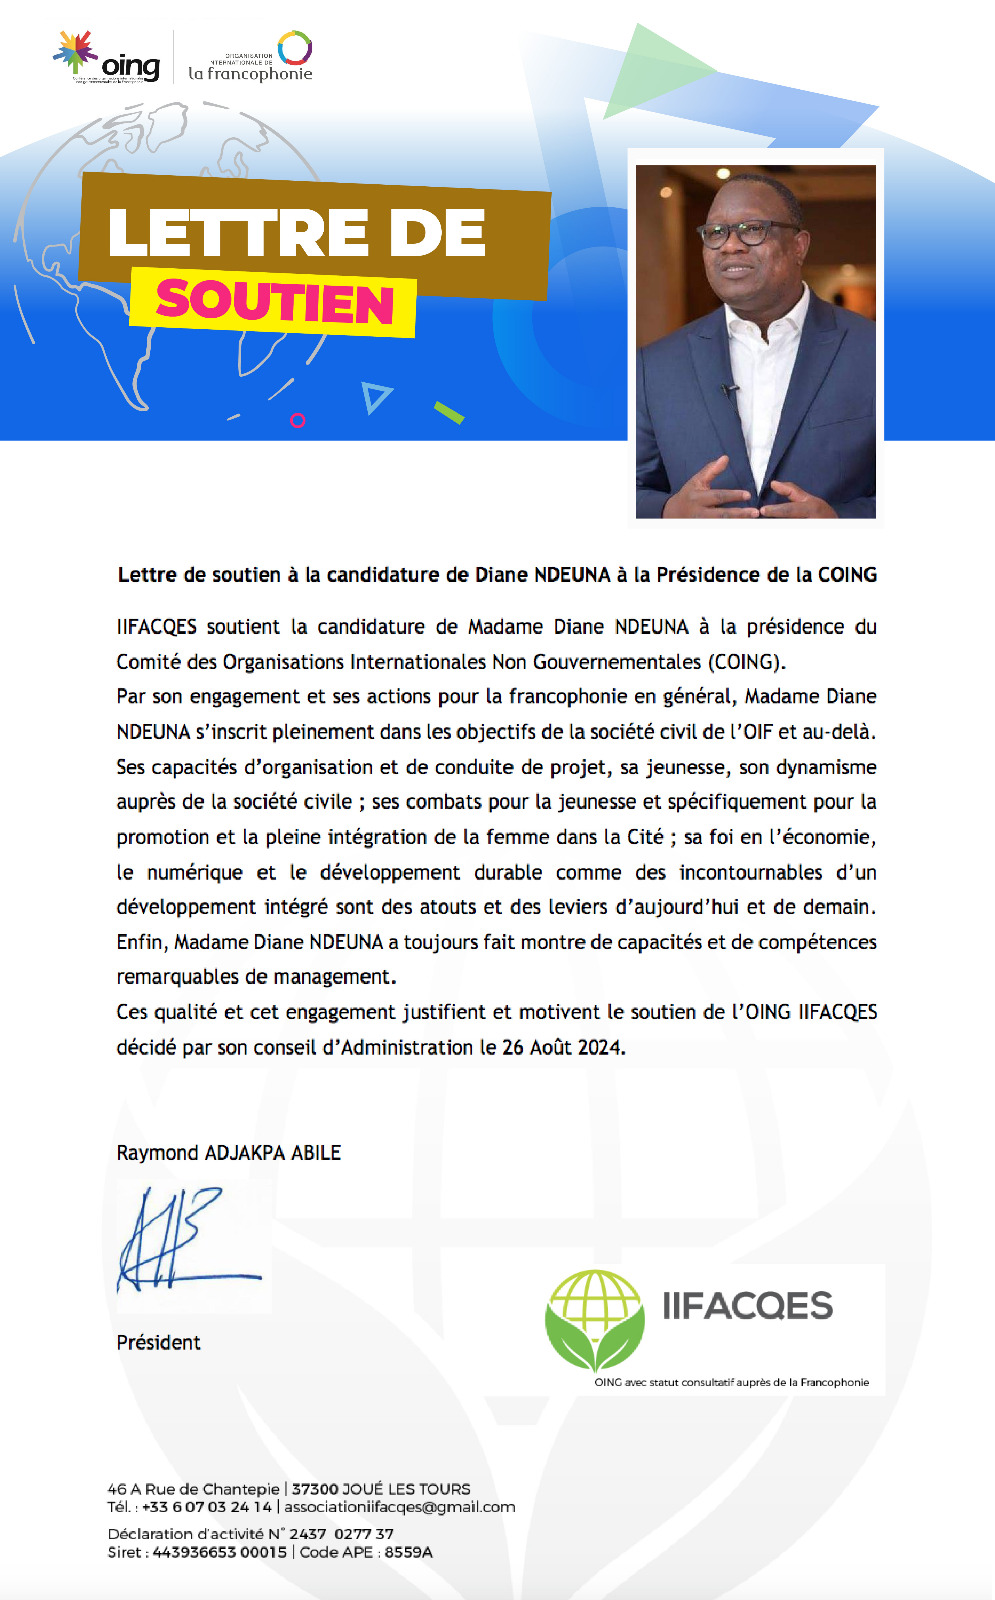 oing
ORGANISATION
INTERNATIONALE DE
la francophonie
LETTRE DE
SOUTIEN
Lettre de soutien à la candidature de Diane NDEUNA à la Présidence de la COING
IIFACQES soutient la candidature de Madame Diane NDEUNA à la présidence du
Comité des Organisations Internationales Non Gouvernementales (COING).
Par son engagement et ses actions pour la francophonie en général, Madame Diane
NDEUNA s’inscrit pleinement dans les objectifs de la société civil de l’OIF et au-delà.
Ses capacités d’organisation et de conduite de projet, sa jeunesse, son dynamisme
auprès de la société civile ; ses combats pour la jeunesse et spécifiquement pour la
promotion et la pleine intégration de la femme dans la Cité ; sa foi en l’économie,
le numérique et le développement durable comme des incontournables d’un
développement intégré sont des atouts et des leviers d’aujourd’hui et de demain.
Enfin, Madame Diane NDEUNA a toujours fait montre de capacités et de compétences
remarquables de management.
Ces qualité et cet engagement justifient et motivent le soutien de l’OING IIFACQES
décidé par son conseil d’Administration le 26 Août 2024.
Raymond ADJAKPA ABILE
Président
IIFACQES
OING avec statut consultatif auprès de la Francophonie
46 A Rue de Chantepie | 37300 JOUÉ LES TOURS
Tél. : +33 6 07 03 24 14 | associationiifacqes@gmail.com
Déclaration d'activité N° 2437 0277 37
Siret : 443936653 00015 | Code APE : 8559A